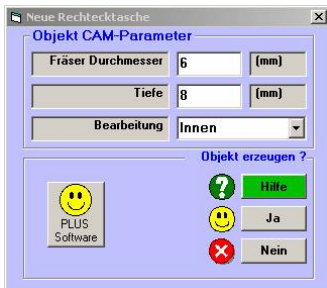 Neue Rechtecktasche
Objekt CAM-Parameter
Fräser Durchmesser 6 (mm)
Tiefe 8 (mm)
Bearbeitung Innen
Objekt erzeugen ?
Hilfe
PLUS
Software
Ja
Nein